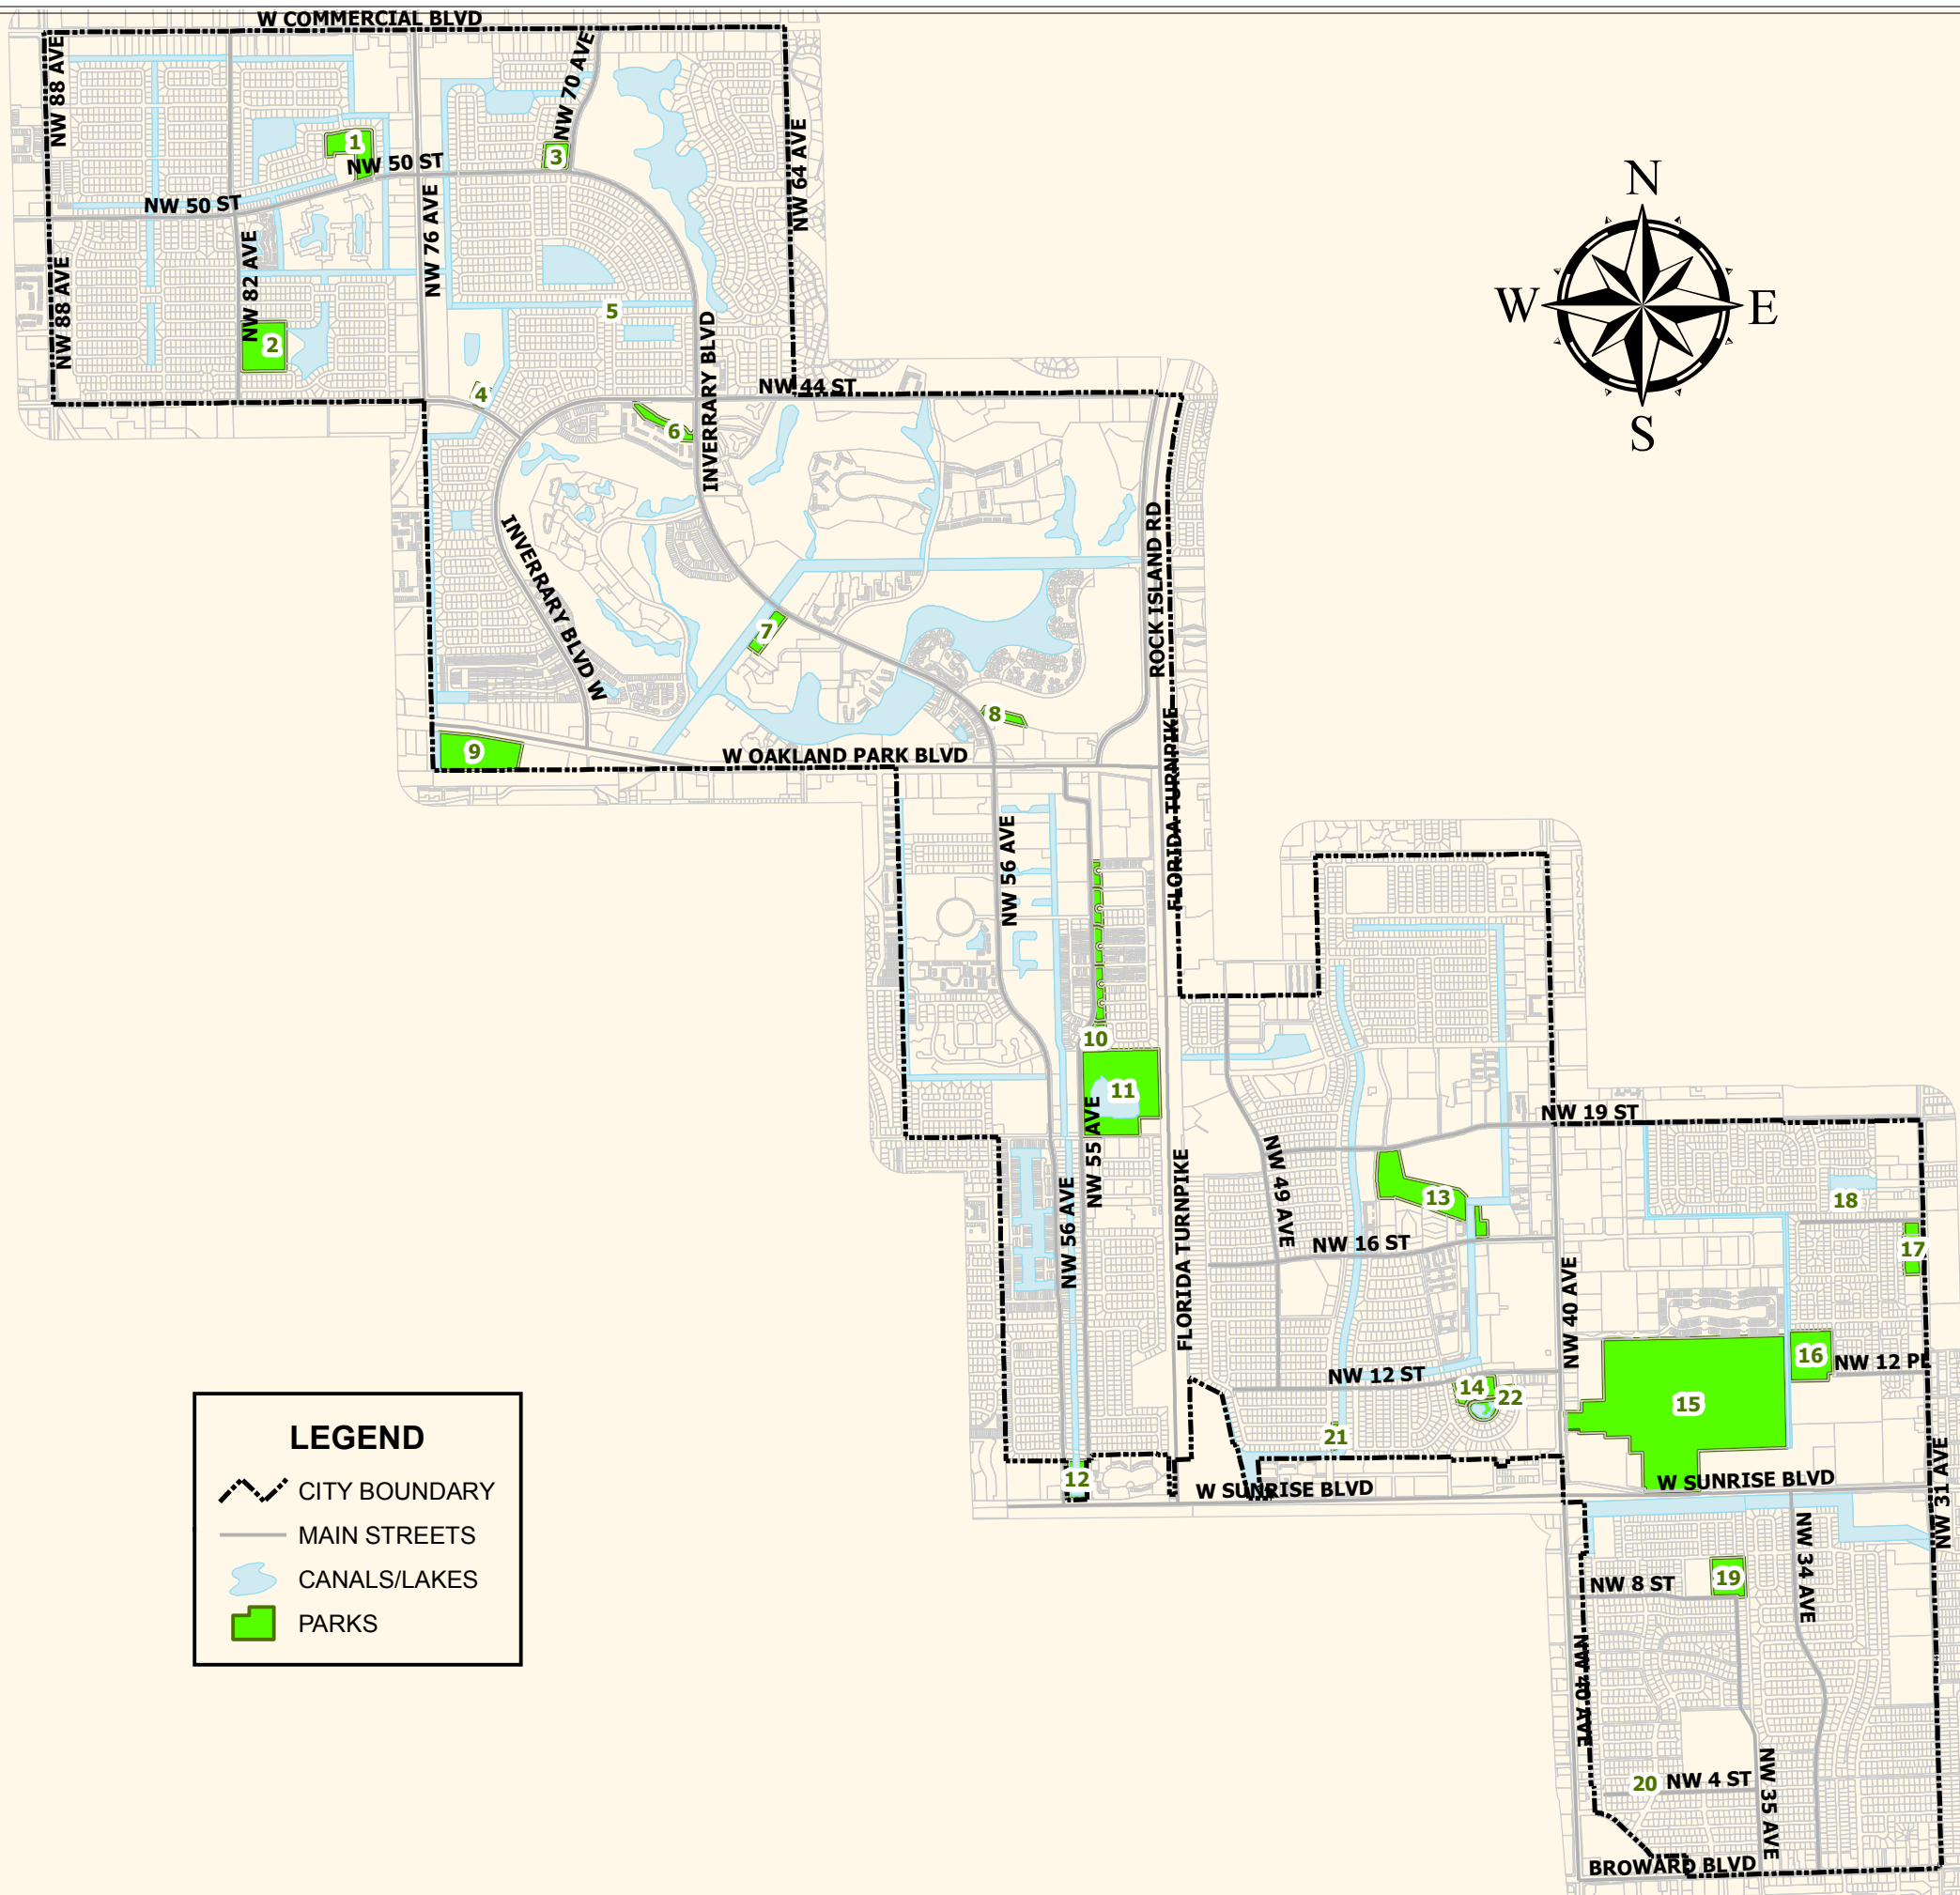 W COMMERCIAL BLVD
NW 88 AVE
NW 70 AVE
NW 64 AVE
1
NW 50 ST
3
NW 50 ST
NW 76 AVE
NW 82 AVE
NW 88 AVE
2
5
INVERRARY BLVD
4
NW 44 ST
6
N
W
E
S
INVERRARY BLVD W
ROCK ISLAND RD
7
8
9
W OAKLAND PARK BLVD
FLORIDA TURNPIKE
NW 56 AVE
10
11
NW 55 AVE
NW 19 ST
NW 49 AVE
13
18
NW 56 AVE
FLORIDA TURNPIKE
NW 16 ST
17
NW 40 AVE
16
NW 12 PL
NW 12 ST
14
22
15
21
12
W SUNRISE BLVD
W SUNRISE BLVD
NW 31 AVE
NW 34 AVE
19
NW 8 ST
NW 40 AVE
20
NW 4 ST
NW 35 AVE
BROWARD BLVD
LEGEND
CITY BOUNDARY
MAIN STREETS
CANALS/LAKES
PARKS